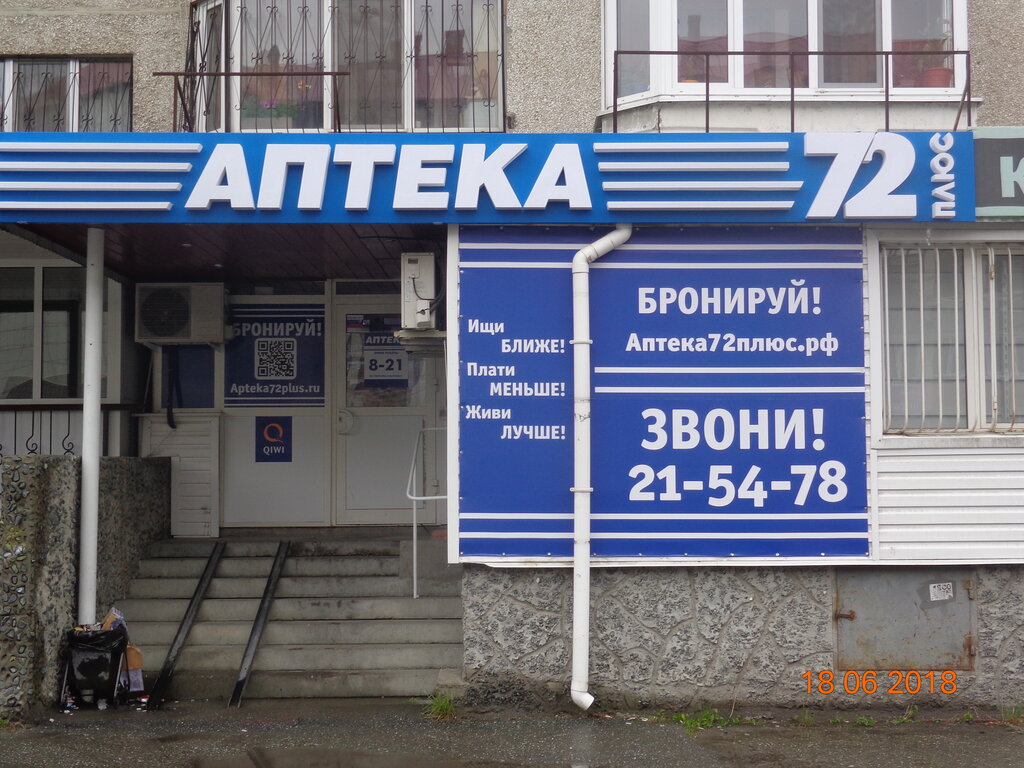 АПТЕКА 72 ПЛЮС
К
БРОНИРУЙ!
Аптека72плюс.рф
ЗВОНИ!
21-54-78
Ищи
БЛИЖЕ!
Плати
МЕНЬШЕ!
Живи
ЛУЧШЕ!
БРОНИРУЙ!
Apteka72plus.ru
QIWI
АПТЕКА
8-21
18 06 2018